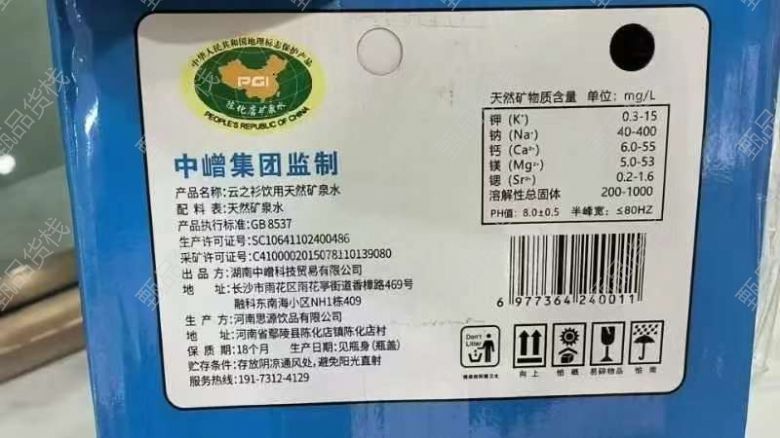 中华人民共和国地理标志保护产品
PGI
陈化店矿泉水
PEOPLE'S REPUBLIC OF CHINA
中嶒集团监制
产品名称:云之衫饮用天然矿泉水
配 料 表:天然矿泉水
产品执行标准:GB 8537
生产许可证号:SC10641102400486
采矿许可证号:C4100002015078110139080
出 品 方:湖南中嶒科技贸易有限公司
地 址:长沙市雨花区雨花亭街道香樟路469号
融科东南海小区NH1栋409
生 产 方:河南思源饮品有限公司
地 址:河南省鄢陵县陈化店镇陈化店村
保 质 期:18个月 生产日期:见瓶身(瓶盖)
贮存条件:存放阴凉通风处,避免阳光直射
服务热线:191-7312-4129
天然矿物质含量 单位:mg/L
钾 (K⁺) 0.3-15
钠 (Na⁺) 40-400
钙 (Ca²⁺) 6.0-55
镁 (Mg²⁺) 5.0-53
锶 (Sr²⁺) 0.2-1.6
溶解性总固体 200-1000
PH值: 8.0±0.5 半峰宽: ≤80HZ
6 977364 240011
Don't Litter
向上 怕晒 易碎物品 怕雨
甄品货栈